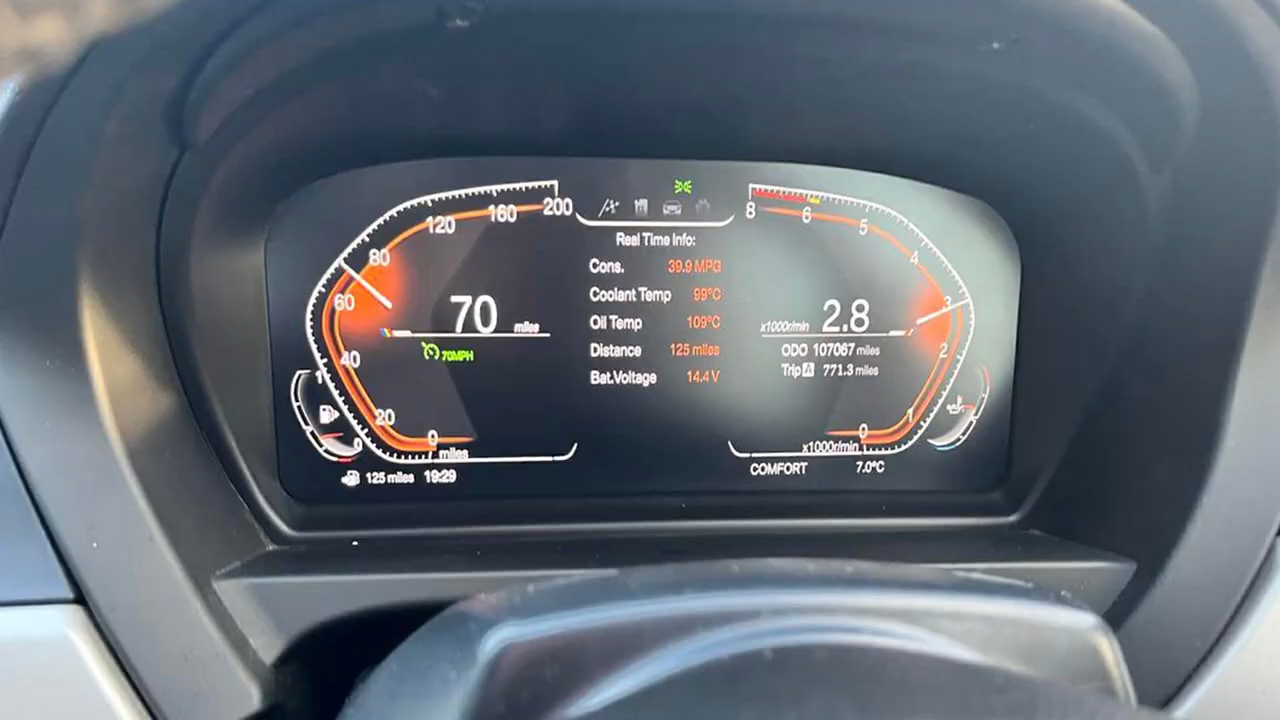 200
160
120
80
60
40
20
0
miles
70 miles
70MPH
1
0
125 miles 19:29
Real Time Info:
Cons. 39.9 MPG
Coolant Temp 99°C
Oil Temp 109°C
Distance 125 miles
Bat.Voltage 14.4 V
8
6
5
4
3
2
1
0
x1000r/min 2.8
ODO 107067 miles
Trip A 771.3 miles
x1000r/min
COMFORT 7.0°C